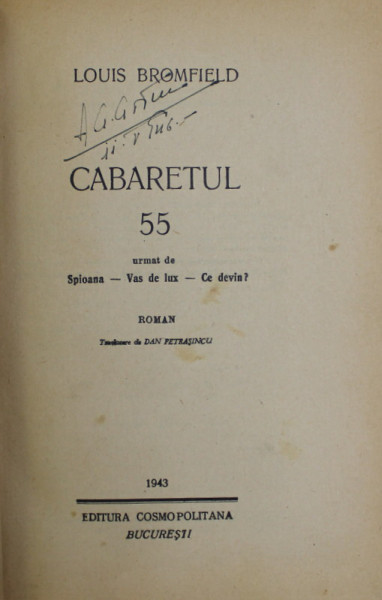 LOUIS BROMFIELD
CABARETUL
55
urmat de
Spioana — Vas de lux — Ce devin?
ROMAN
Traducere de DAN PETRAȘINCU
1943
EDITURA COSMOPOLITANA
BUCUREȘTI